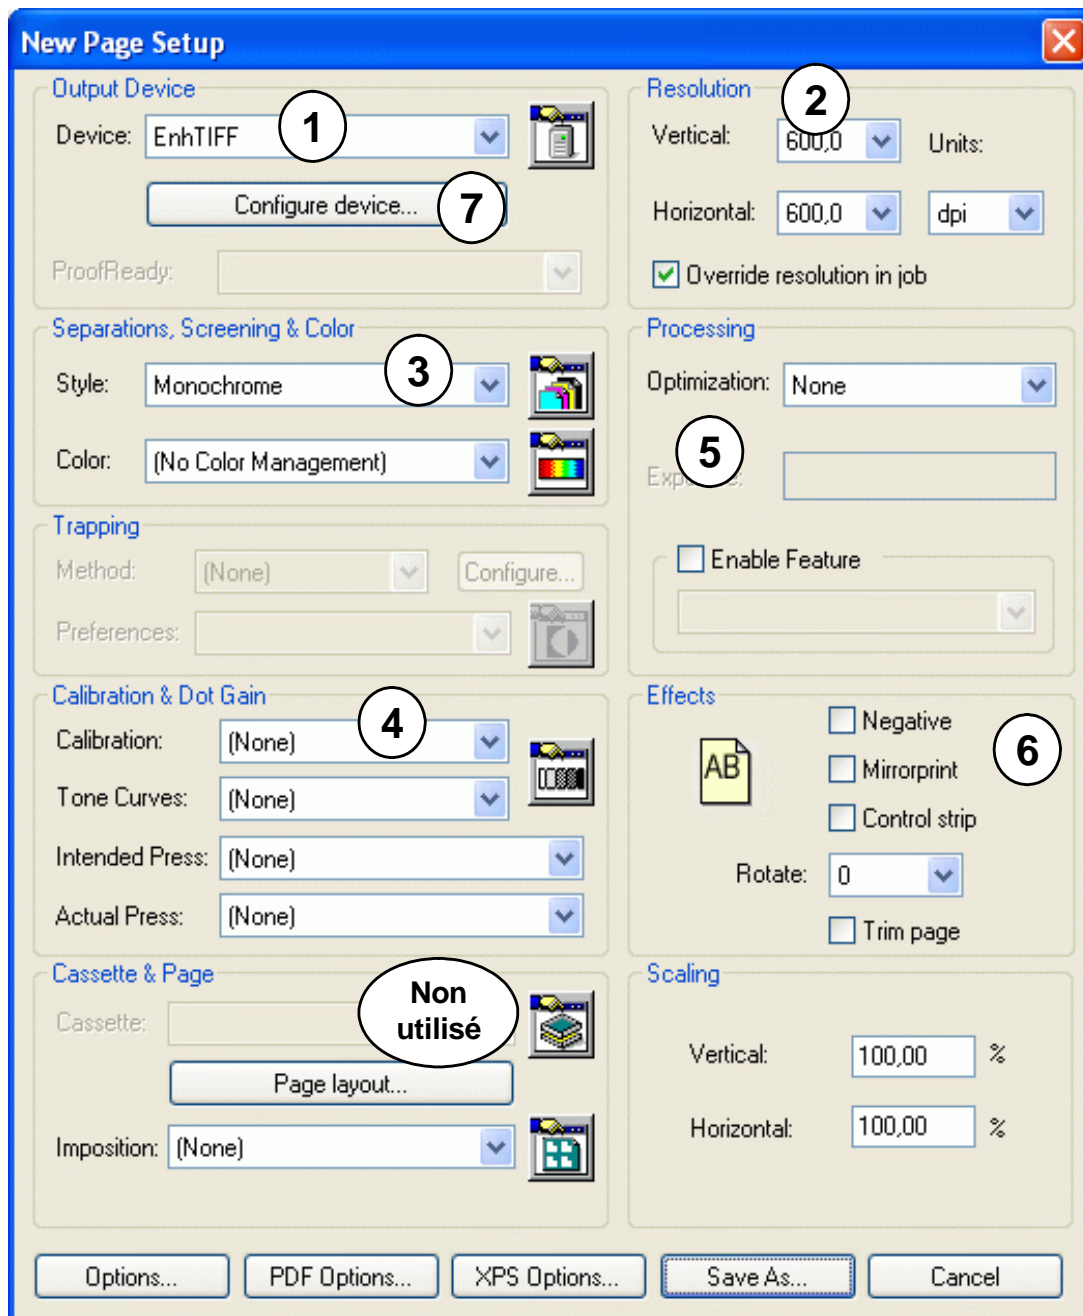 New Page Setup
Output Device
1
Device: EnhTIFF
Configure device...
7
ProofReady:
Resolution
2
Vertical: 600,0
Units:
Horizontal: 600,0
dpi
Override resolution in job
Separations, Screening & Color
3
Style: Monochrome
Color: (No Color Management)
Processing
Optimization: None
5
Trapping
Method: (None)
Configure...
Preferences:
Enable Feature
Calibration & Dot Gain
4
Calibration: (None)
Tone Curves: (None)
Intended Press: (None)
Actual Press: (None)
Effects
AB
Negative
6
Mirrorprint
Control strip
Rotate: 0
Trim page
Cassette & Page
Non
utilisé
Cassette:
Page layout...
Imposition: (None)
Scaling
Vertical: 100,00 %
Horizontal: 100,00 %
Options...
PDF Options...
XPS Options...
Save As...
Cancel